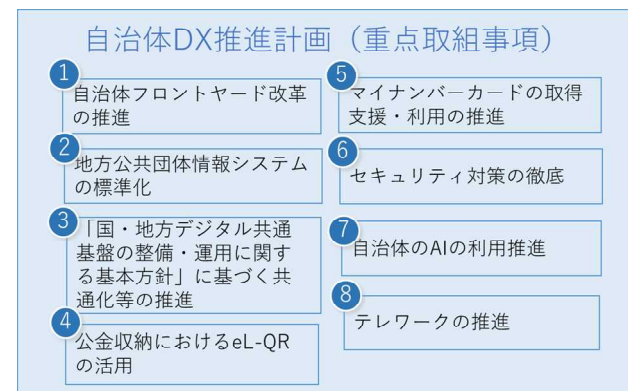 自治体DX推進計画（重点取組事項）
1
自治体フロントヤード改革
の推進
2
地方公共団体情報システム
の標準化
3
「国・地方デジタル共通
基盤の整備・運用に関す
る基本方針」に基づく共
通化等の推進
4
公金収納におけるeL-QR
の活用
5
マイナンバーカードの取得
支援・利用の推進
6
セキュリティ対策の徹底
7
自治体のAIの利用推進
8
テレワークの推進